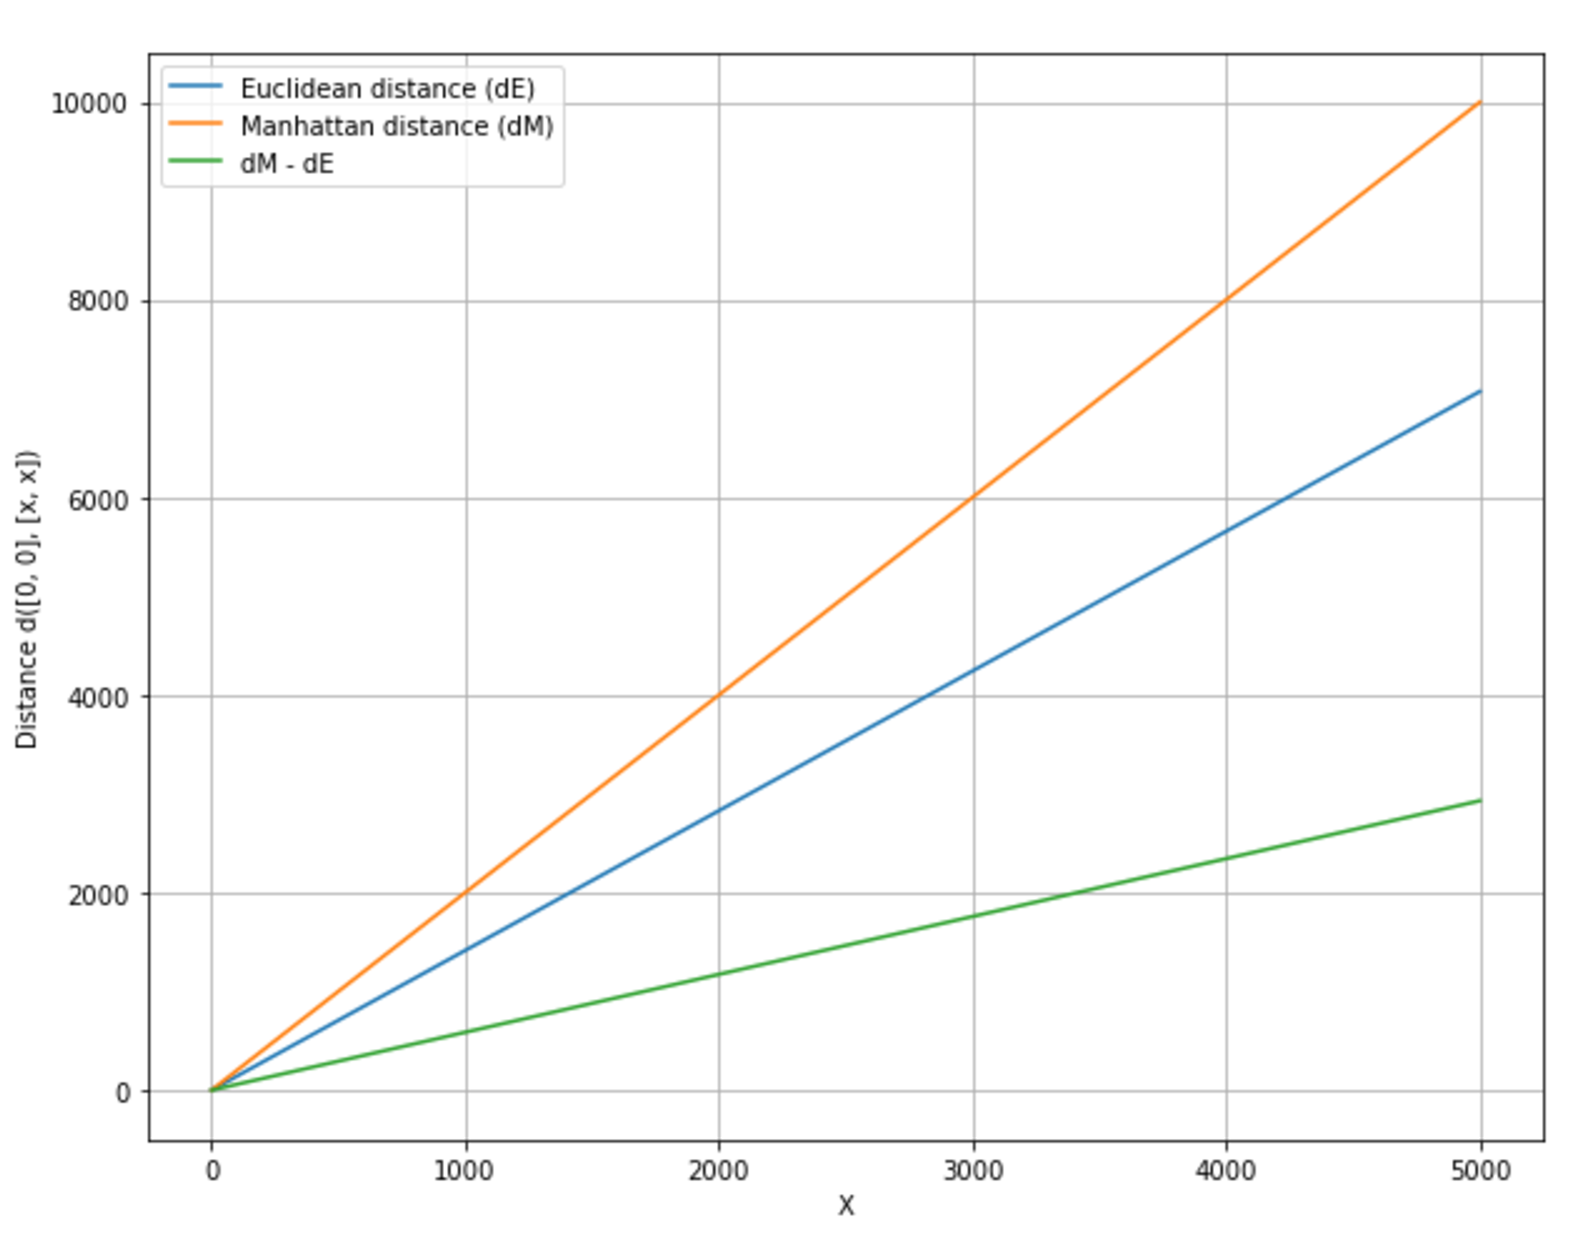 Euclidean distance (dE)
Manhattan distance (dM)
dM - dE
10000
8000
6000
4000
2000
0
Distance d([0, 0], [x, x])
0 1000 2000 3000 4000 5000
X